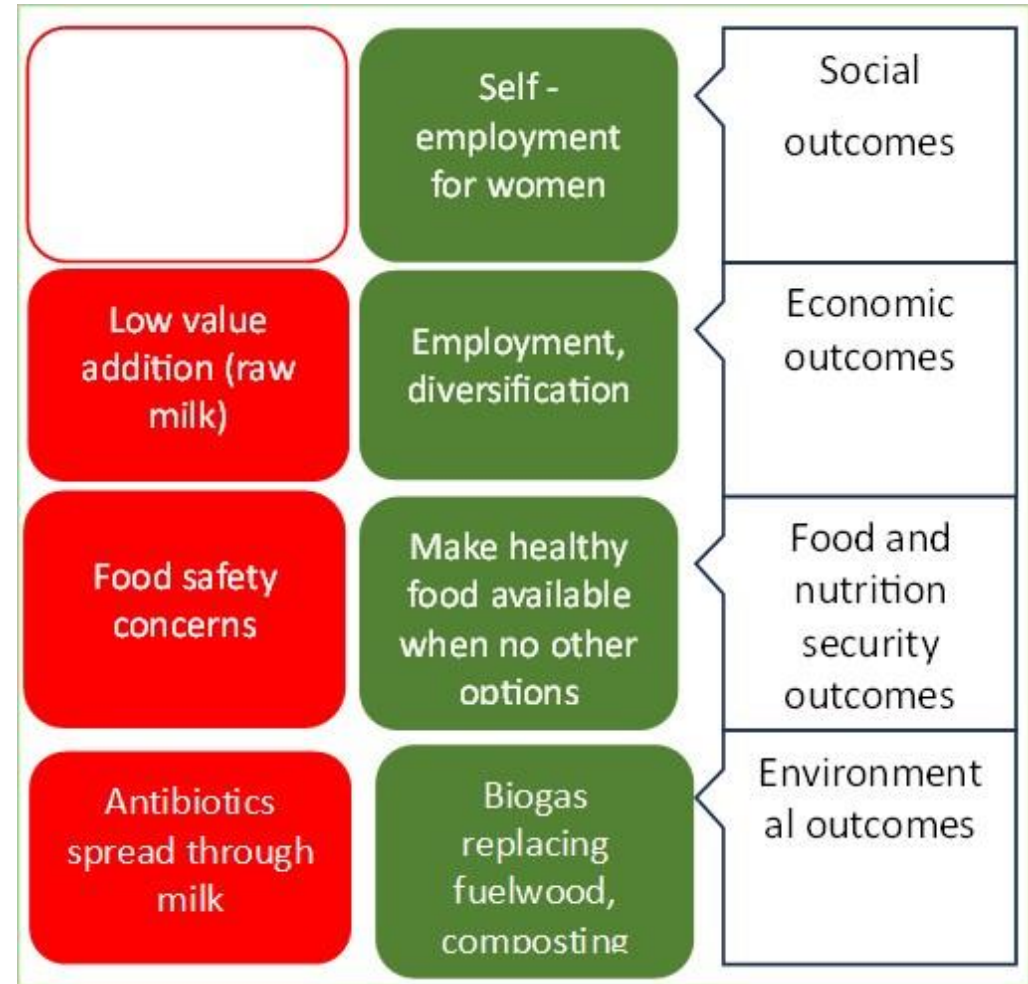 Self -
employment
for women
Social
outcomes
Low value
addition (raw
milk)
Employment,
diversification
Economic
outcomes
Food safety
concerns
Make healthy
food available
when no other
options
Food and
nutrition
security
outcomes
Antibiotics
spread through
milk
Biogas
replacing
fuelwood,
composting
Environment
al outcomes